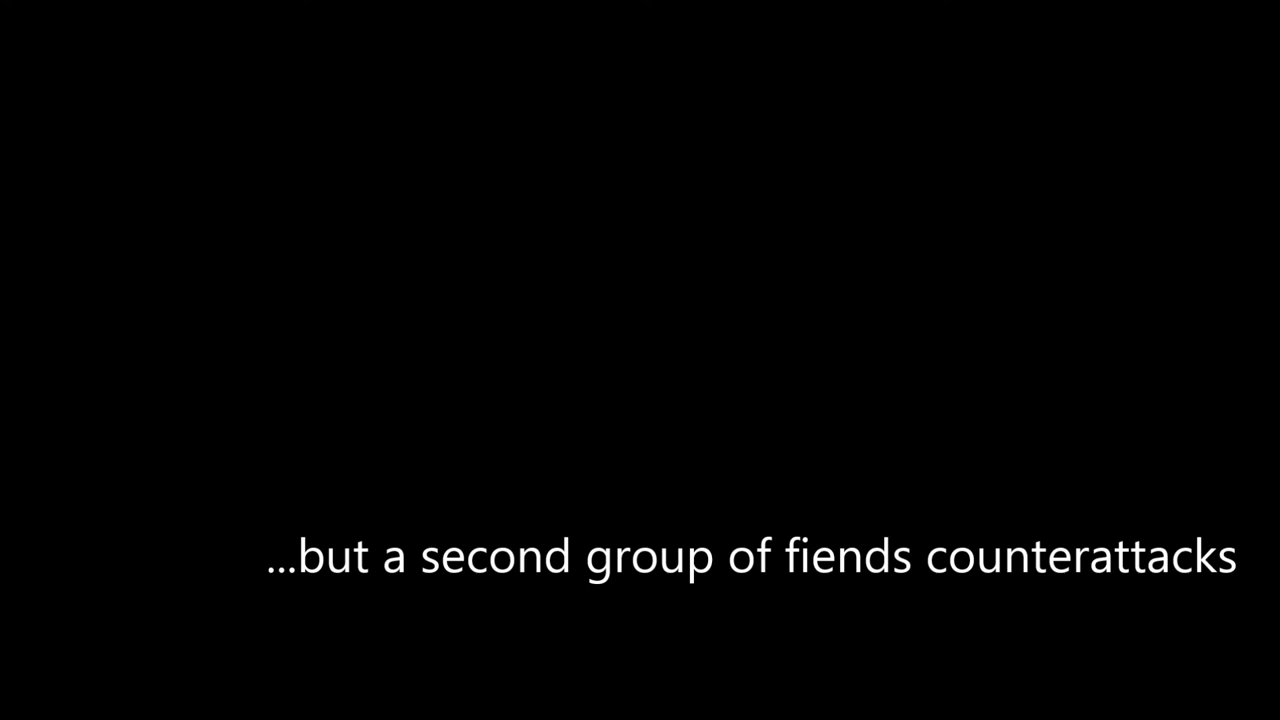 ...but a second group of fiends counterattacks